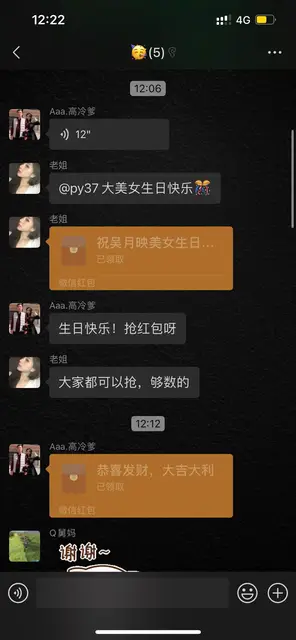 12:22
4G
(5)
12:06
Aaa.高冷爹
12"
老姐
@py37 大美女生日快乐
老姐
祝吴月映美女生日...
已领取
微信红包
Aaa.高冷爹
生日快乐！抢红包呀
老姐
大家都可以抢，够数的
12:12
Aaa.高冷爹
恭喜发财，大吉大利
已领取
微信红包
Q舅妈
谢谢~